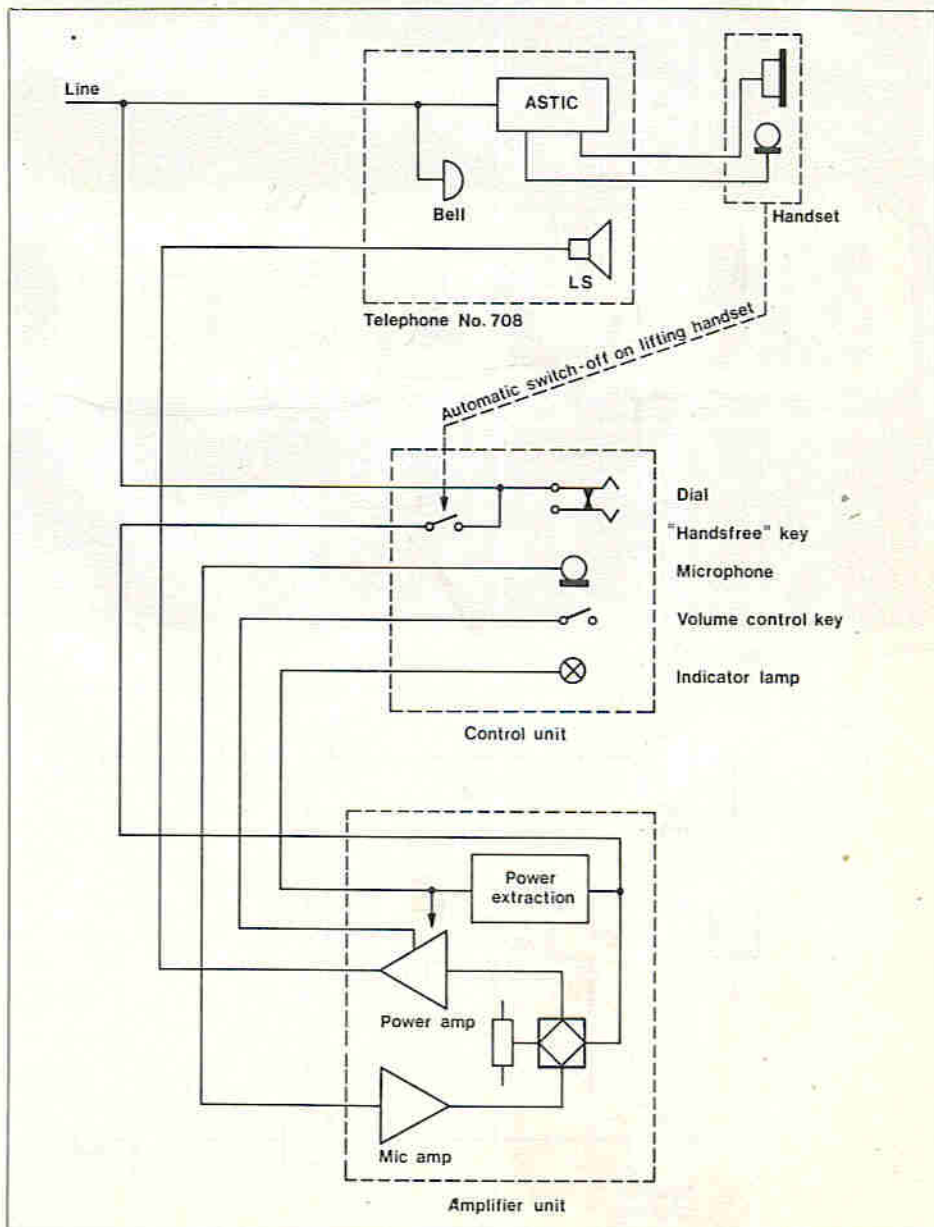 Line
ASTIC
Bell
Handset
LS
Telephone No. 708
Automatic switch-off on lifting handset
Dial
"Handsfree" key
Microphone
Volume control key
Indicator lamp
Control unit
Power
extraction
Power amp
Mic amp
Amplifier unit